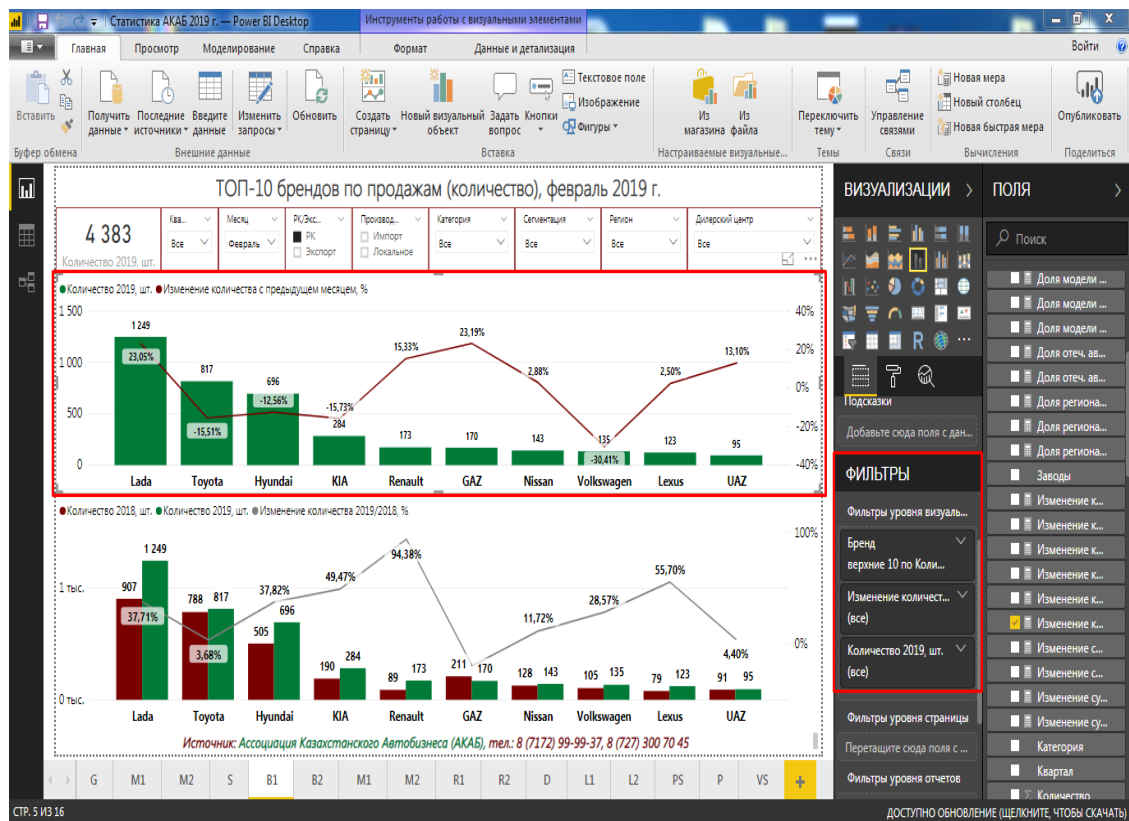 Статистика АКАБ 2019 г. — Power BI Desktop
Инструменты работы с визуальными элементами
Главная Просмотр Моделирование Справка Формат Данные и детализация Войти
Вставить
Получить данные
Последние источники
Введите данные
Изменить запросы
Обновить
Создать страницу
Новый визуальный объект
Задать вопрос
Кнопки
Текстовое поле
Изображение
Фигуры
Из магазина
Из файла
Переключить тему
Управление связями
Новая мера
Новый столбец
Новая быстрая мера
Опубликовать
Буфер обмена Внешние данные Вставка Настраиваемые визуальные... Темы Связи Вычисления Поделиться
ТОП-10 брендов по продажам (количество), февраль 2019 г.
4 383
Количество 2019, шт.
Ква...
Все
Месяц
Февраль
РК/Экс...
РК
Экспорт
Производ...
Импорт
Локальное
Категория
Все
Сегментация
Все
Регион
Все
Дилерский центр
Все
Количество 2019, шт. Изменение количества с предыдущем месяцем, %
1 500
1 000
500
0
40%
20%
0%
-20%
-40%
1 249 817 696 284 173 170 143 135 123 95
23,05% -15,51% -12,56% -15,73% 15,33% 23,19% 2,88% -30,41% 2,50% 13,10%
Lada Toyota Hyundai KIA Renault GAZ Nissan Volkswagen Lexus UAZ
Количество 2018, шт. Количество 2019, шт. Изменение количества 2019/2018, %
1 тыс.
0 тыс.
100%
0%
907 1 249 788 817 505 696 190 284 89 173 211 170 128 143 105 135 79 123 91 95
37,71% 3,68% 37,82% 49,47% 94,38% 11,72% 28,57% 55,70% 4,40%
Lada Toyota Hyundai KIA Renault GAZ Nissan Volkswagen Lexus UAZ
Источник: Ассоциация Казахстанского Автобизнеса (АКАБ), тел.: 8 (7172) 99-99-37, 8 (727) 300 70 45
ВИЗУАЛИЗАЦИИ
R
Подсказки
Добавьте сюда поля с дан...
ФИЛЬТРЫ
Фильтры уровня визуаль...
Бренд
верхние 10 по Коли...
Изменение количест...
(все)
Количество 2019, шт.
(все)
Фильтры уровня страницы
Перетащите сюда поля с ...
Фильтры уровня отчетов
ПОЛЯ
Поиск
Доля модели ...
Доля модели ...
Доля модели ...
Доля отеч. ав...
Доля отеч. ав...
Доля региона...
Доля региона...
Доля региона...
Заводы
Изменение к...
Изменение к...
Изменение к...
Изменение к...
Изменение к...
Изменение к...
Изменение с...
Изменение с...
Изменение су...
Изменение су...
Категория
Квартал
Количество
G M1 M2 S B1 B2 M1 M2 R1 R2 D L1 L2 PS P VS
СТР. 5 ИЗ 16
ДОСТУПНО ОБНОВЛЕНИЕ (ЩЕЛКНИТЕ, ЧТОБЫ СКАЧАТЬ)